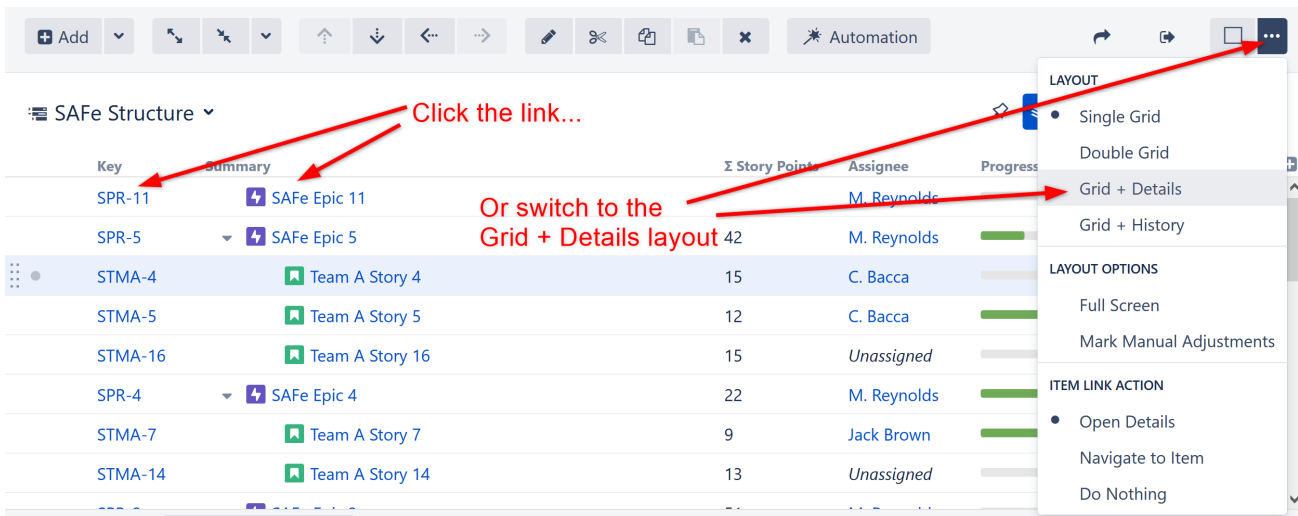 Add
Automation
SAFe Structure
Click the link...
Key Summary Σ Story Points Assignee Progress
SPR-11 SAFe Epic 11 M. Reynolds
Or switch to the
Grid + Details layout
SPR-5 SAFe Epic 5 42 M. Reynolds
STMA-4 Team A Story 4 15 C. Bacca
STMA-5 Team A Story 5 12 C. Bacca
STMA-16 Team A Story 16 15 Unassigned
SPR-4 SAFe Epic 4 22 M. Reynolds
STMA-7 Team A Story 7 9 Jack Brown
STMA-14 Team A Story 14 13 Unassigned
LAYOUT
Single Grid
Double Grid
Grid + Details
Grid + History
LAYOUT OPTIONS
Full Screen
Mark Manual Adjustments
ITEM LINK ACTION
Open Details
Navigate to Item
Do Nothing